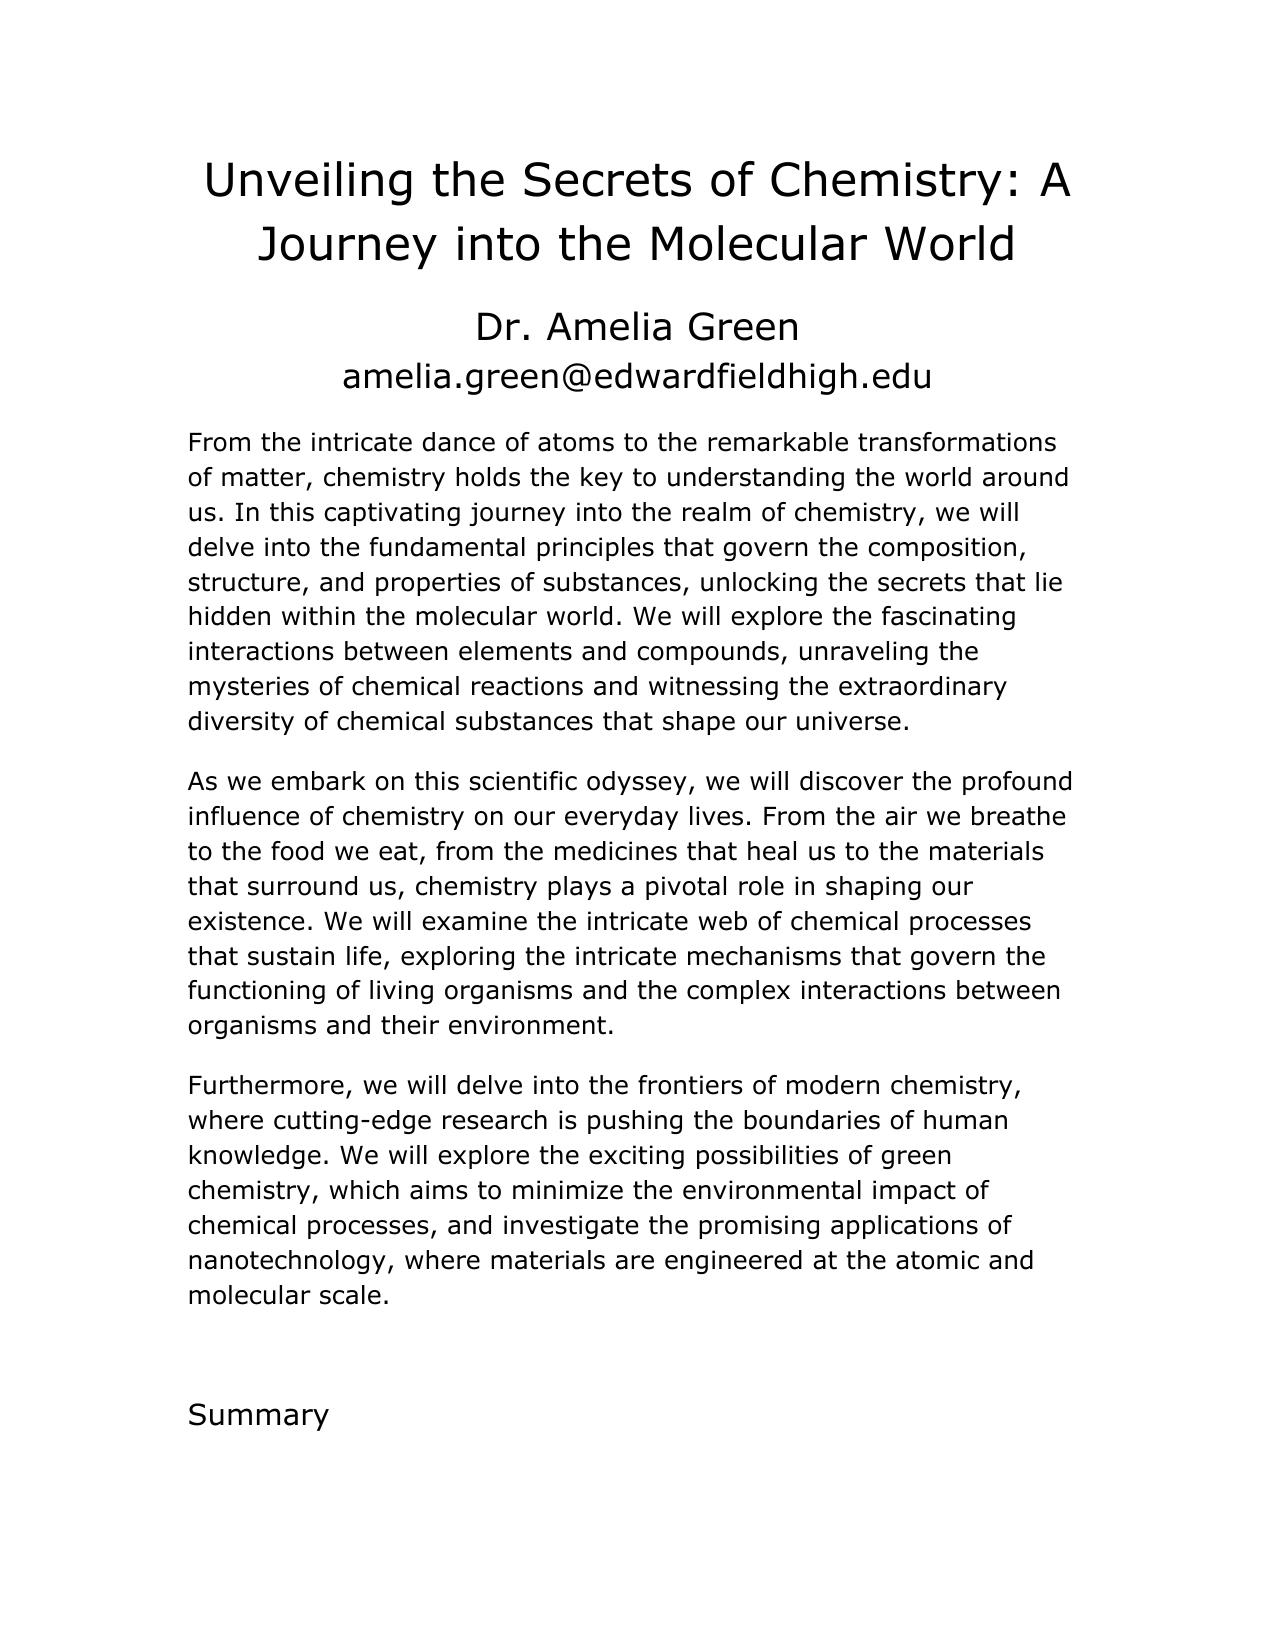 Unveiling the Secrets of Chemistry: A
Journey into the Molecular World
Dr. Amelia Green
amelia.green@edwardfieldhigh.edu
From the intricate dance of atoms to the remarkable transformations
of matter, chemistry holds the key to understanding the world around
us. In this captivating journey into the realm of chemistry, we will
delve into the fundamental principles that govern the composition,
structure, and properties of substances, unlocking the secrets that lie
hidden within the molecular world. We will explore the fascinating
interactions between elements and compounds, unraveling the
mysteries of chemical reactions and witnessing the extraordinary
diversity of chemical substances that shape our universe.
As we embark on this scientific odyssey, we will discover the profound
influence of chemistry on our everyday lives. From the air we breathe
to the food we eat, from the medicines that heal us to the materials
that surround us, chemistry plays a pivotal role in shaping our
existence. We will examine the intricate web of chemical processes
that sustain life, exploring the intricate mechanisms that govern the
functioning of living organisms and the complex interactions between
organisms and their environment.
Furthermore, we will delve into the frontiers of modern chemistry,
where cutting-edge research is pushing the boundaries of human
knowledge. We will explore the exciting possibilities of green
chemistry, which aims to minimize the environmental impact of
chemical processes, and investigate the promising applications of
nanotechnology, where materials are engineered at the atomic and
molecular scale.
Summary